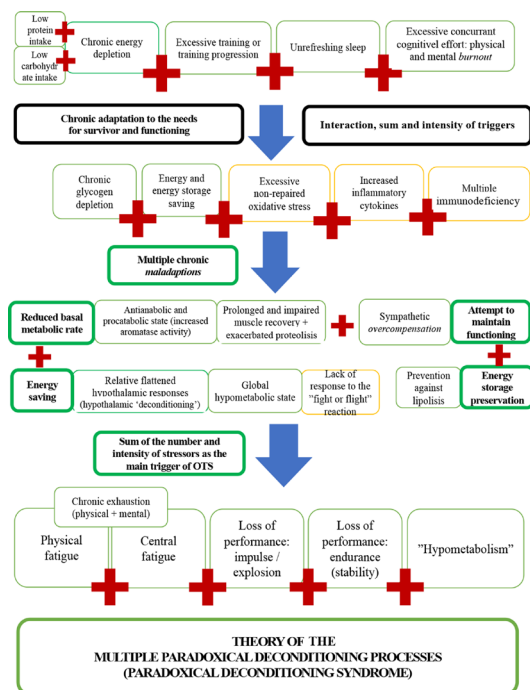 Low
protein
intake
Low
carbohydr
ate intake
Chronic energy
depletion
Excessive training or
training progression
Unrefreshing sleep
Excessive concurrant
cognitivel effort: physical
and mental burnout
Chronic adaptation to the needs
for survivor and functioning
Interaction, sum and intensity of triggers
Chronic
glycogen
depletion
Energy and
energy storage
saving
Excessive
non-repaired
oxidative stress
Increased
inflammatory
cytokines
Multiple
immunodeficiency
Multiple chronic
maladaptions
Reduced basal
metabolic rate
Antianabolic and
procatabolic state (increased
aromatase activity)
Prolonged and impaired
muscle recovery +
exacerbated proteolisis
Sympathetic
overcompensation
Attempt to
maintain
functioning
Energy
saving
Relative flattened
hypothalamic responses
(hypothalamic ‘deconditioning’)
Global
hypometabolic state
Lack of
response to the
”fight or flight”
reaction
Prevention
against
lipolisis
Energy
storage
preservation
Sum of the number and
intensity of stressors as the
main trigger of OTS
Chronic exhaustion
(physical + mental)
Physical
fatigue
Central
fatigue
Loss of
performance:
impulse /
explosion
Loss of
performance:
endurance
(stability)
”Hypometabolism”
THEORY OF THE
MULTIPLE PARADOXICAL DECONDITIONING PROCESSES
(PARADOXICAL DECONDITIONING SYNDROME)